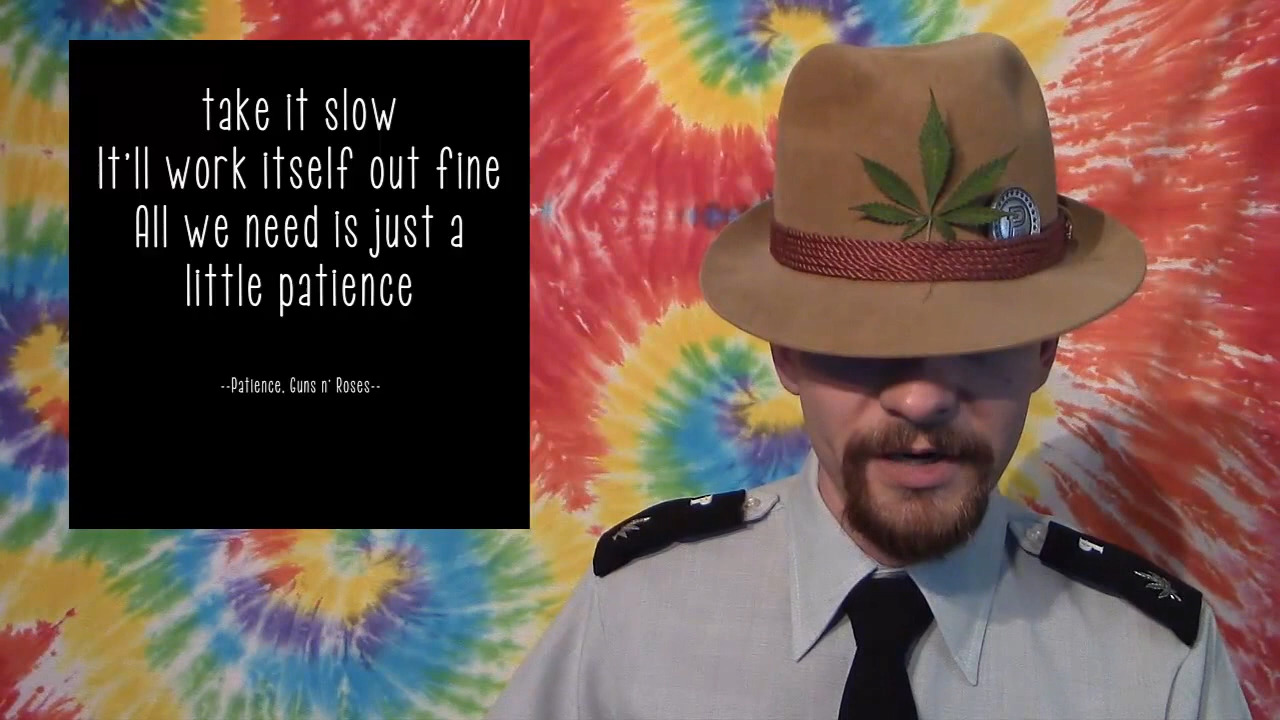 take it slow
It'll work itself out fine
All we need is just a
little patience
--Patience, Guns n' Roses--
P
P
P